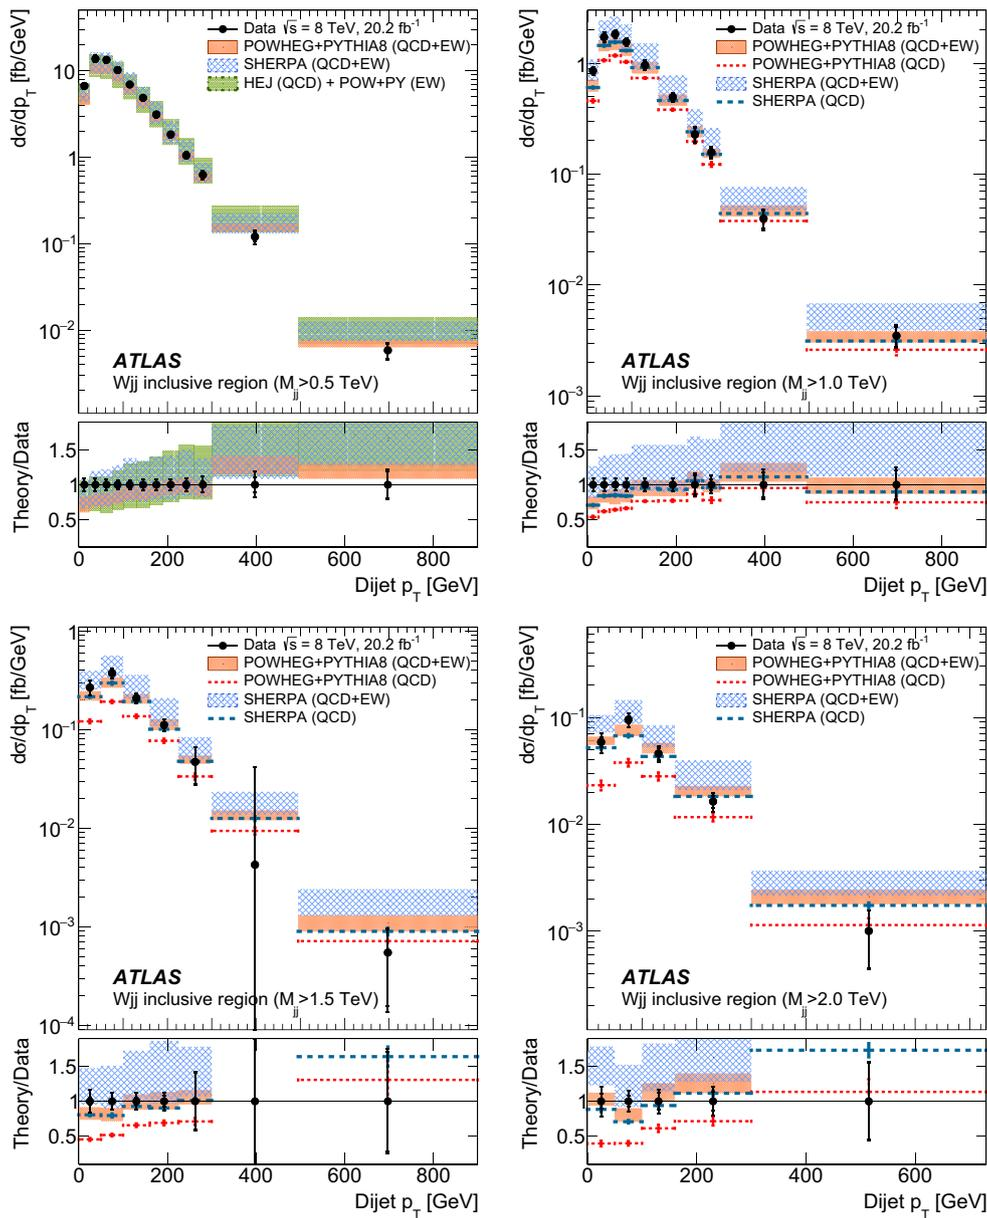 dσ/dp_T [fb/GeV]
Data √s = 8 TeV, 20.2 fb⁻¹
POWHEG+PYTHIA8 (QCD+EW)
SHERPA (QCD+EW)
HEJ (QCD) + POW+PY (EW)
10
1
10⁻¹
10⁻²
ATLAS
Wjj inclusive region (M_jj>0.5 TeV)
Theory/Data
1.5
1
0.5
0 200 400 600 800
Dijet p_T [GeV]
dσ/dp_T [fb/GeV]
Data √s = 8 TeV, 20.2 fb⁻¹
POWHEG+PYTHIA8 (QCD+EW)
POWHEG+PYTHIA8 (QCD)
SHERPA (QCD+EW)
SHERPA (QCD)
1
10⁻¹
10⁻²
10⁻³
ATLAS
Wjj inclusive region (M_jj>1.0 TeV)
Theory/Data
1.5
1
0.5
0 200 400 600 800
Dijet p_T [GeV]
dσ/dp_T [fb/GeV]
Data √s = 8 TeV, 20.2 fb⁻¹
POWHEG+PYTHIA8 (QCD+EW)
POWHEG+PYTHIA8 (QCD)
SHERPA (QCD+EW)
SHERPA (QCD)
1
10⁻¹
10⁻²
10⁻³
10⁻⁴
ATLAS
Wjj inclusive region (M_jj>1.5 TeV)
Theory/Data
1.5
1
0.5
0 200 400 600 800
Dijet p_T [GeV]
dσ/dp_T [fb/GeV]
Data √s = 8 TeV, 20.2 fb⁻¹
POWHEG+PYTHIA8 (QCD+EW)
POWHEG+PYTHIA8 (QCD)
SHERPA (QCD+EW)
SHERPA (QCD)
10⁻¹
10⁻²
10⁻³
ATLAS
Wjj inclusive region (M_jj>2.0 TeV)
Theory/Data
1.5
1
0.5
0 200 400 600
Dijet p_T [GeV]